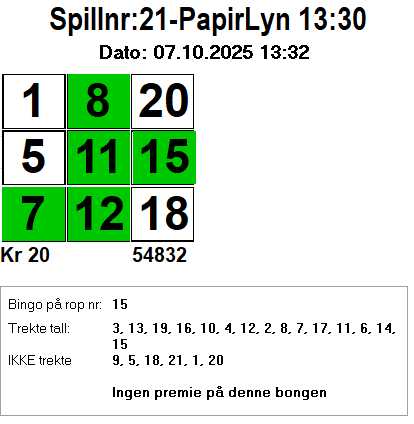 Spillnr:21-PapirLyn 13:30
Dato: 07.10.2025 13:32
1 8 20
5 11 15
7 12 18
Kr 20 54832
Bingo på rop nr: 15
Trekte tall: 3, 13, 19, 16, 10, 4, 12, 2, 8, 7, 17, 11, 6, 14,
15
IKKE trekte 9, 5, 18, 21, 1, 20
Ingen premie på denne bongen